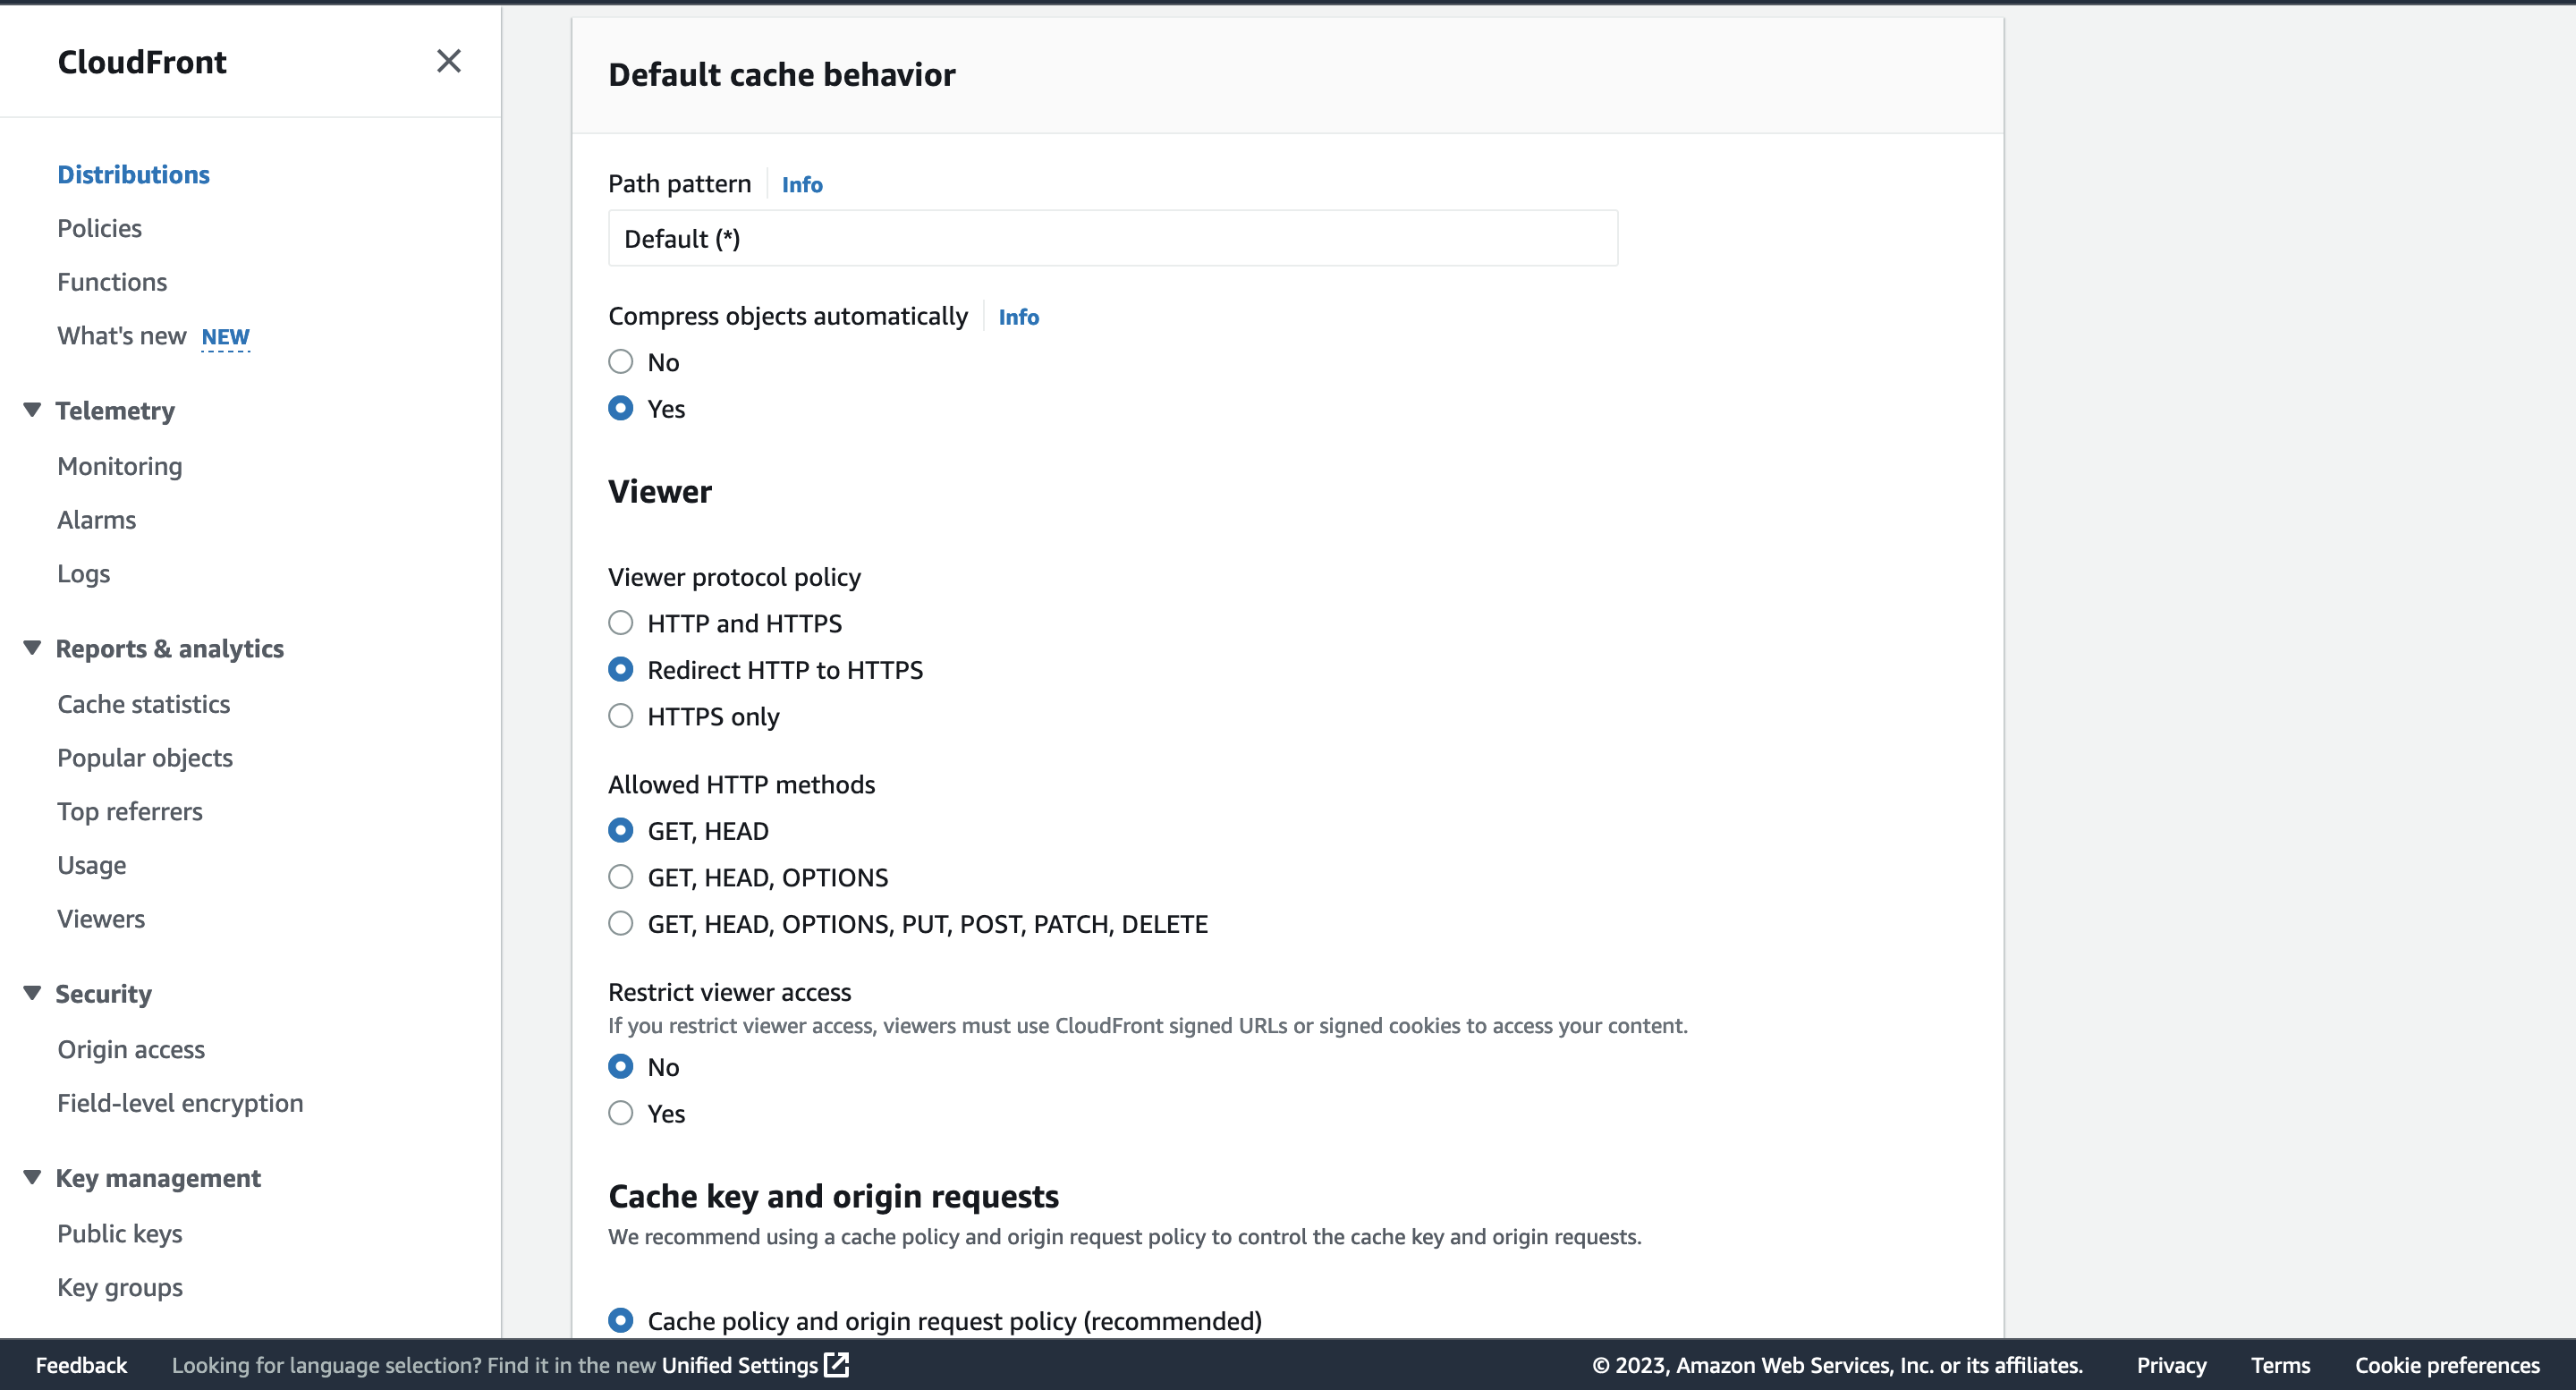 CloudFront
Distributions
Policies
Functions
What's new NEW
Telemetry
Monitoring
Alarms
Logs
Reports & analytics
Cache statistics
Popular objects
Top referrers
Usage
Viewers
Security
Origin access
Field-level encryption
Key management
Public keys
Key groups
Default cache behavior
Path pattern Info
Default (*)
Compress objects automatically Info
No
Yes
Viewer
Viewer protocol policy
HTTP and HTTPS
Redirect HTTP to HTTPS
HTTPS only
Allowed HTTP methods
GET, HEAD
GET, HEAD, OPTIONS
GET, HEAD, OPTIONS, PUT, POST, PATCH, DELETE
Restrict viewer access
If you restrict viewer access, viewers must use CloudFront signed URLs or signed cookies to access your content.
No
Yes
Cache key and origin requests
We recommend using a cache policy and origin request policy to control the cache key and origin requests.
Cache policy and origin request policy (recommended)
Feedback Looking for language selection? Find it in the new Unified Settings © 2023, Amazon Web Services, Inc. or its affiliates. Privacy Terms Cookie preferences